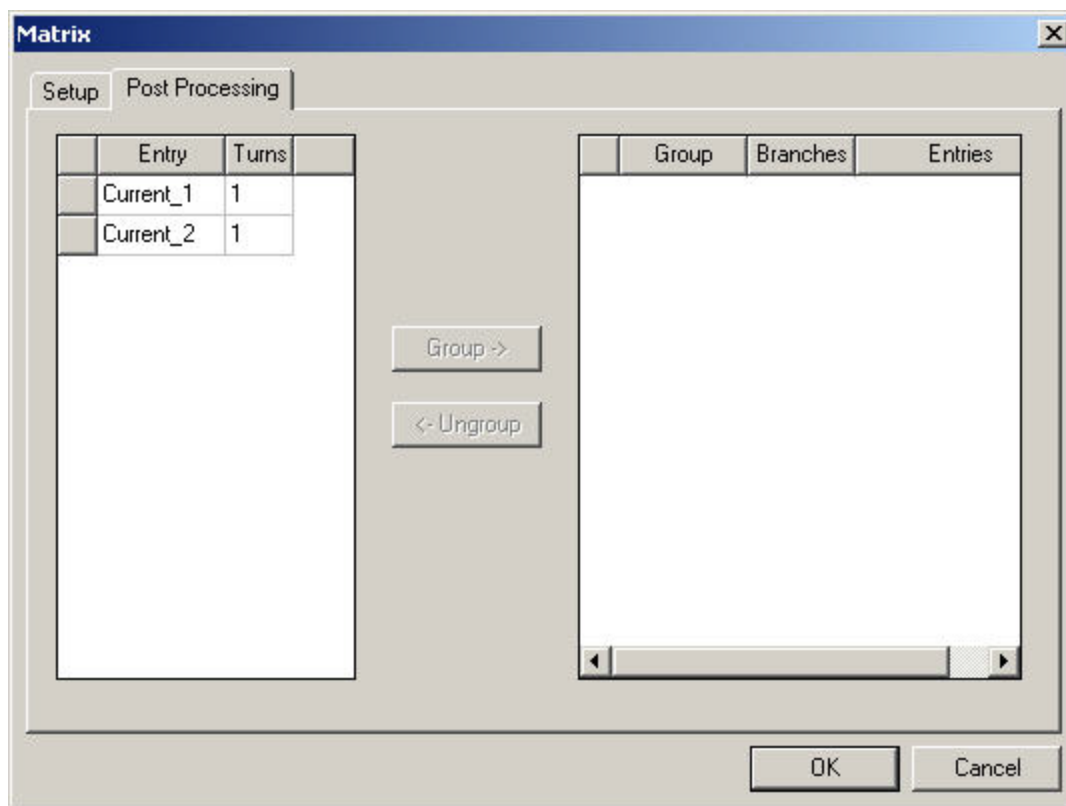 Matrix
Setup Post Processing
Entry Turns
Current_1 1
Current_2 1
Group Branches Entries
Group ->
<- Ungroup
OK Cancel